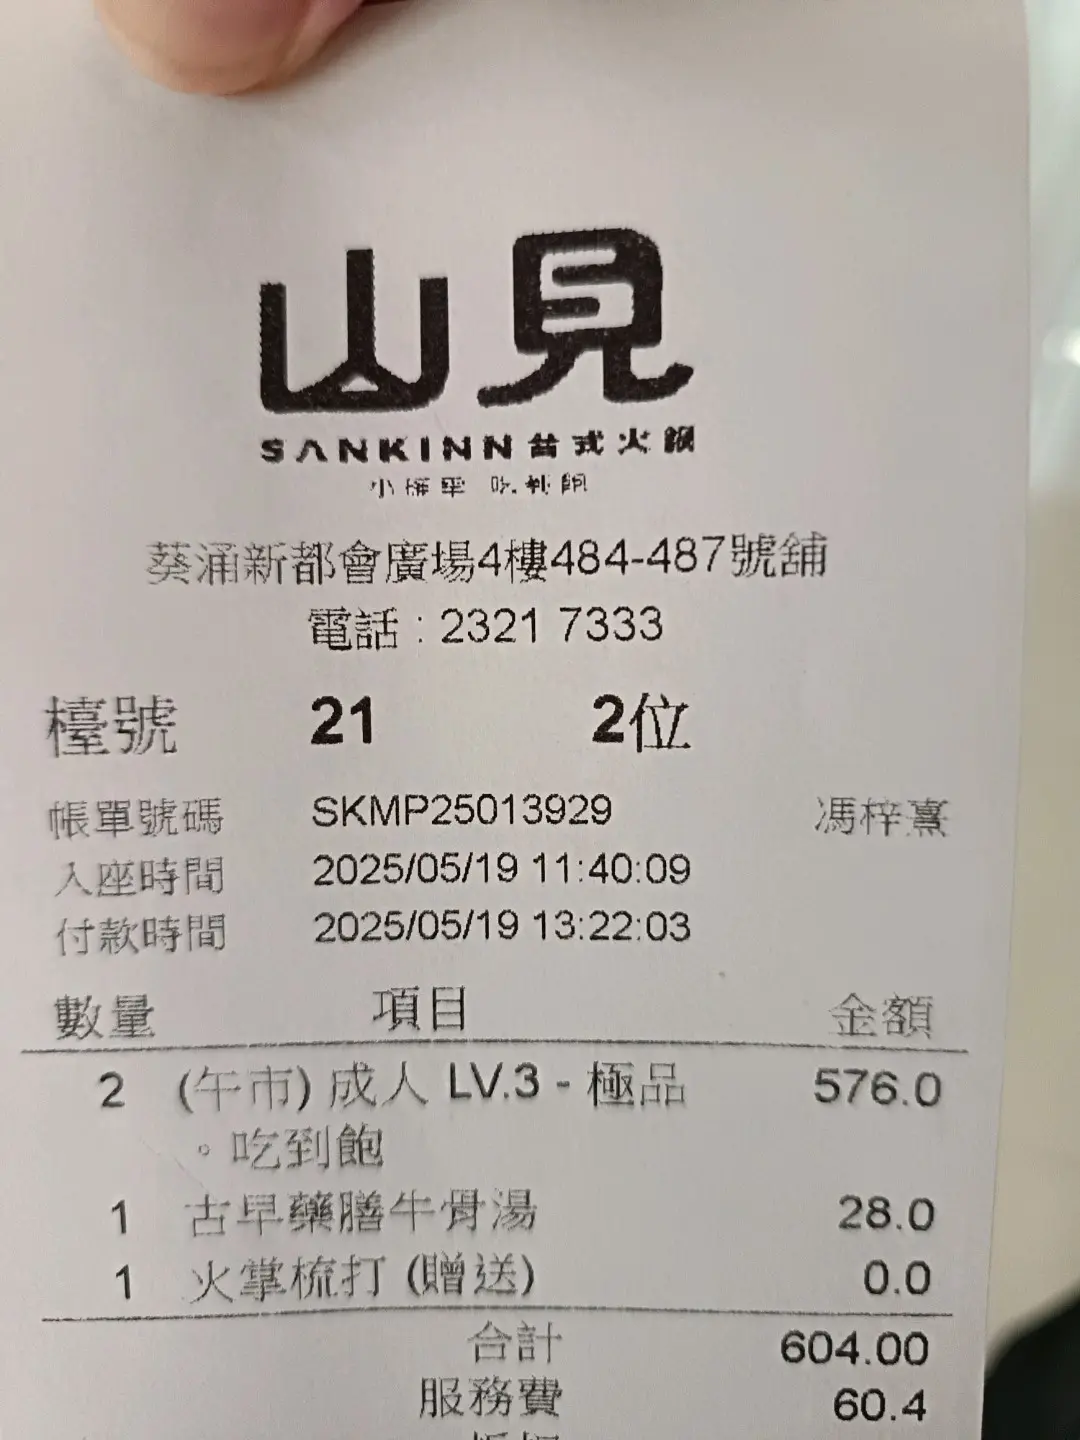 山見
SANKINN 台式火鍋
葵涌新都會廣場4樓484-487號舖
電話 : 2321 7333
檯號 21 2位
帳單號碼 SKMP25013929 馮梓熹
入座時間 2025/05/19 11:40:09
付款時間 2025/05/19 13:22:03
數量 項目 金額
2 (午市) 成人 LV.3 - 極品 576.0
。吃到飽
1 古早藥膳牛骨湯 28.0
1 火掌梳打 (贈送) 0.0
合計 604.00
服務費 60.4